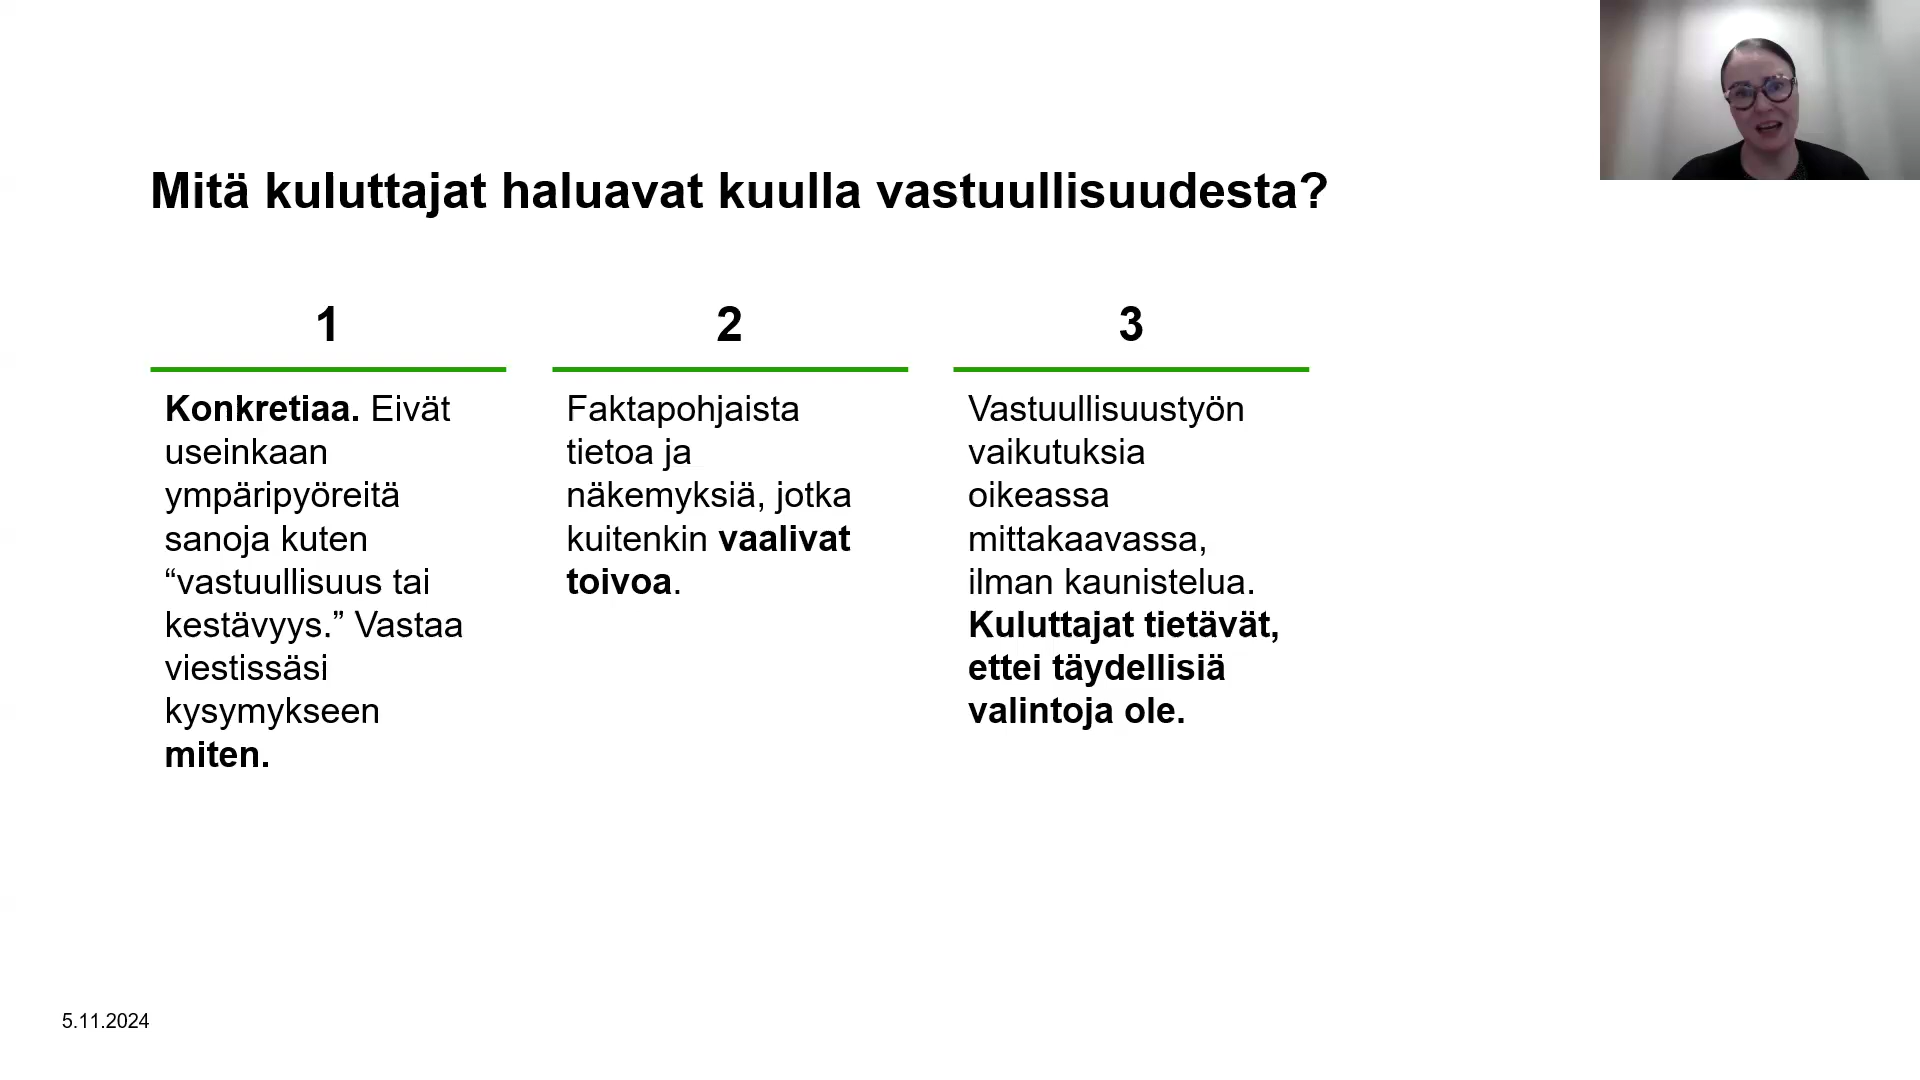 Mitä kuluttajat haluavat kuulla vastuullisuudesta?
1
Konkretiaa. Eivät
useinkaan
ympäripyöreitä
sanoja kuten
“vastuullisuus tai
kestävyys.” Vastaa
viestissäsi
kysymykseen
miten.
2
Faktapohjaista
tietoa ja
näkemyksiä, jotka
kuitenkin vaalivat
toivoa.
3
Vastuullisuustyön
vaikutuksia
oikeassa
mittakaavassa,
ilman kaunistelua.
Kuluttajat tietävät,
ettei täydellisiä
valintoja ole.
5.11.2024